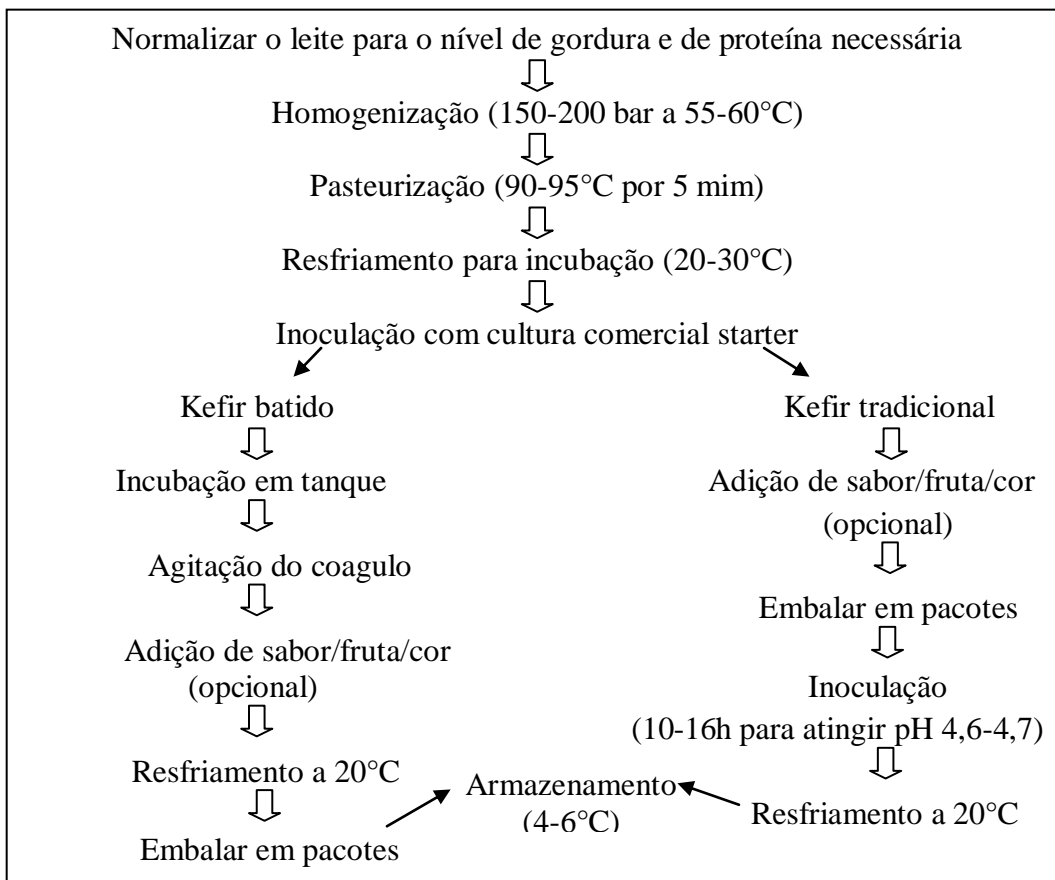 Normalizar o leite para o nível de gordura e de proteína necessária
Homogenização (150-200 bar a 55-60°C)
Pasteurização (90-95°C por 5 mim)
Resfriamento para incubação (20-30°C)
Inoculação com cultura comercial starter
Kefir batido
Incubação em tanque
Agitação do coagulo
Adição de sabor/fruta/cor
(opcional)
Resfriamento a 20°C
Embalar em pacotes
Kefir tradicional
Adição de sabor/fruta/cor
(opcional)
Embalar em pacotes
Inoculação
(10-16h para atingir pH 4,6-4,7)
Resfriamento a 20°C
Armazenamento
(4-6°C)